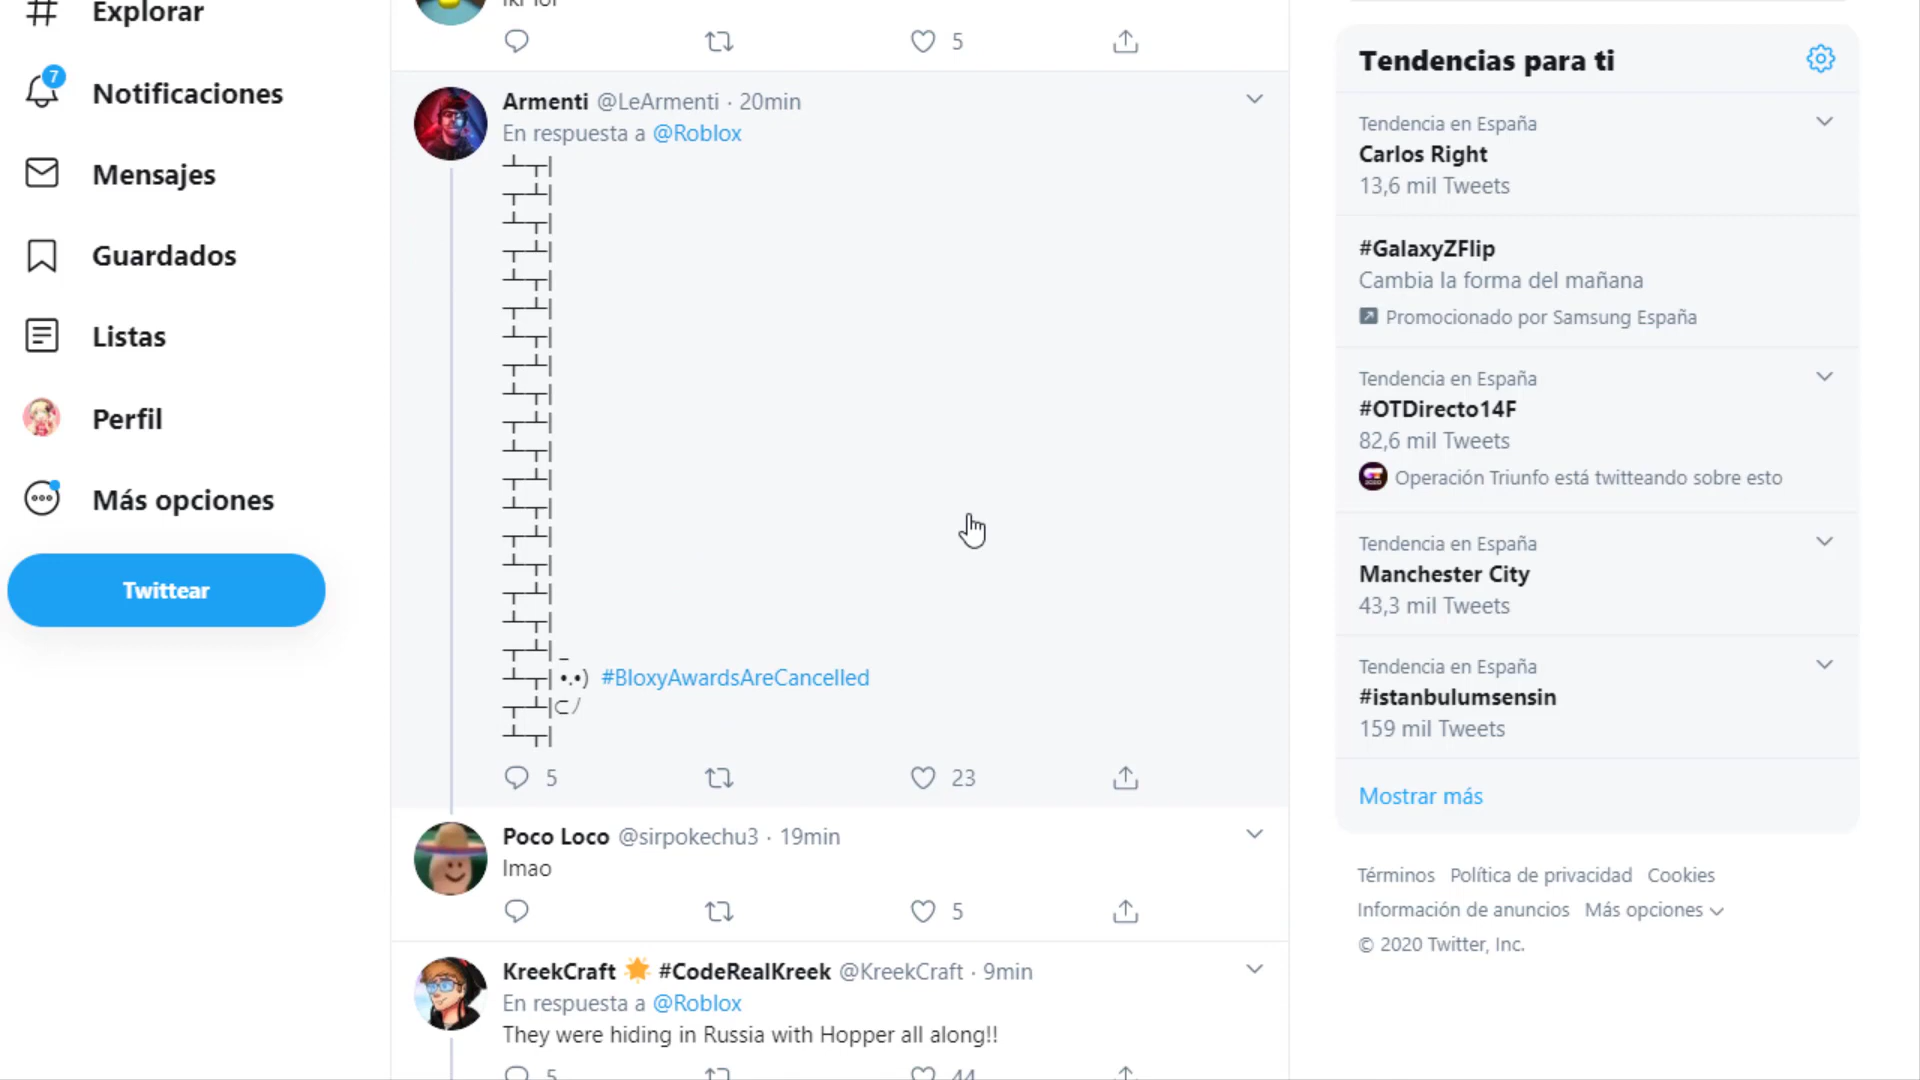 Explorar
7
Notificaciones
Mensajes
Guardados
Listas
Perfil
Más opciones
Twittear
5
Armenti @LeArmenti · 20min
En respuesta a @Roblox
┴┬|
┬┴|
┴┬|
┬┴|
┴┬|
┬┴|
┴┬|
┬┴|
┴┬|
┬┴|
┴┬|
┬┴|
┴┬|
┬┴|
┴┬|
┬┴|
┴┬|
┬┴| _
┴┬| •.•) #BloxyAwardsAreCancelled
┬┴|⊂ﾉ
┴┬|
5 23
Poco Loco @sirpokechu3 · 19min
lmao
5
KreekCraft 🌟 #CodeRealKreek @KreekCraft · 9min
En respuesta a @Roblox
They were hiding in Russia with Hopper all along!!
5 44
Tendencias para ti
Tendencia en España
Carlos Right
13,6 mil Tweets
#GalaxyZFlip
Cambia la forma del mañana
Promocionado por Samsung España
Tendencia en España
#OTDirecto14F
82,6 mil Tweets
Operación Triunfo está twitteando sobre esto
Tendencia en España
Manchester City
43,3 mil Tweets
Tendencia en España
#istanbulumsensin
159 mil Tweets
Mostrar más
Términos Política de privacidad Cookies
Información de anuncios Más opciones
© 2020 Twitter, Inc.